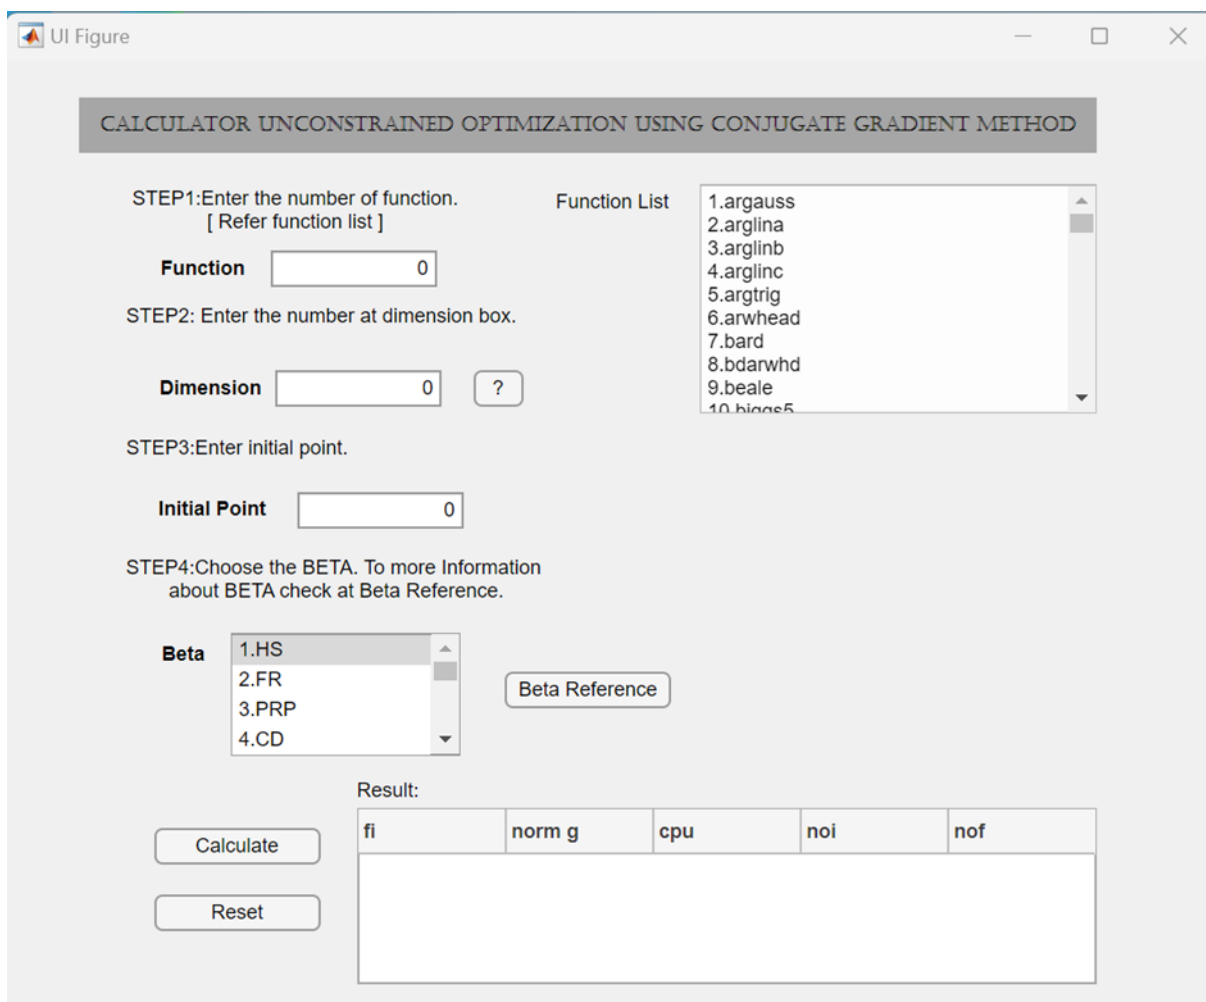 UI Figure
CALCULATOR UNCONSTRAINED OPTIMIZATION USING CONJUGATE GRADIENT METHOD
STEP1:Enter the number of function.
[ Refer function list ]
Function 0
Function List
1.argauss
2.arglina
3.arglinb
4.arglinc
5.argtrig
6.arwhead
7.bard
8.bdarwhd
9.beale
10.biggs5
STEP2: Enter the number at dimension box.
Dimension 0 ?
STEP3:Enter initial point.
Initial Point 0
STEP4:Choose the BETA. To more Information
about BETA check at Beta Reference.
Beta
1.HS
2.FR
3.PRP
4.CD
Beta Reference
Result:
Calculate
Reset
fi norm g cpu noi nof